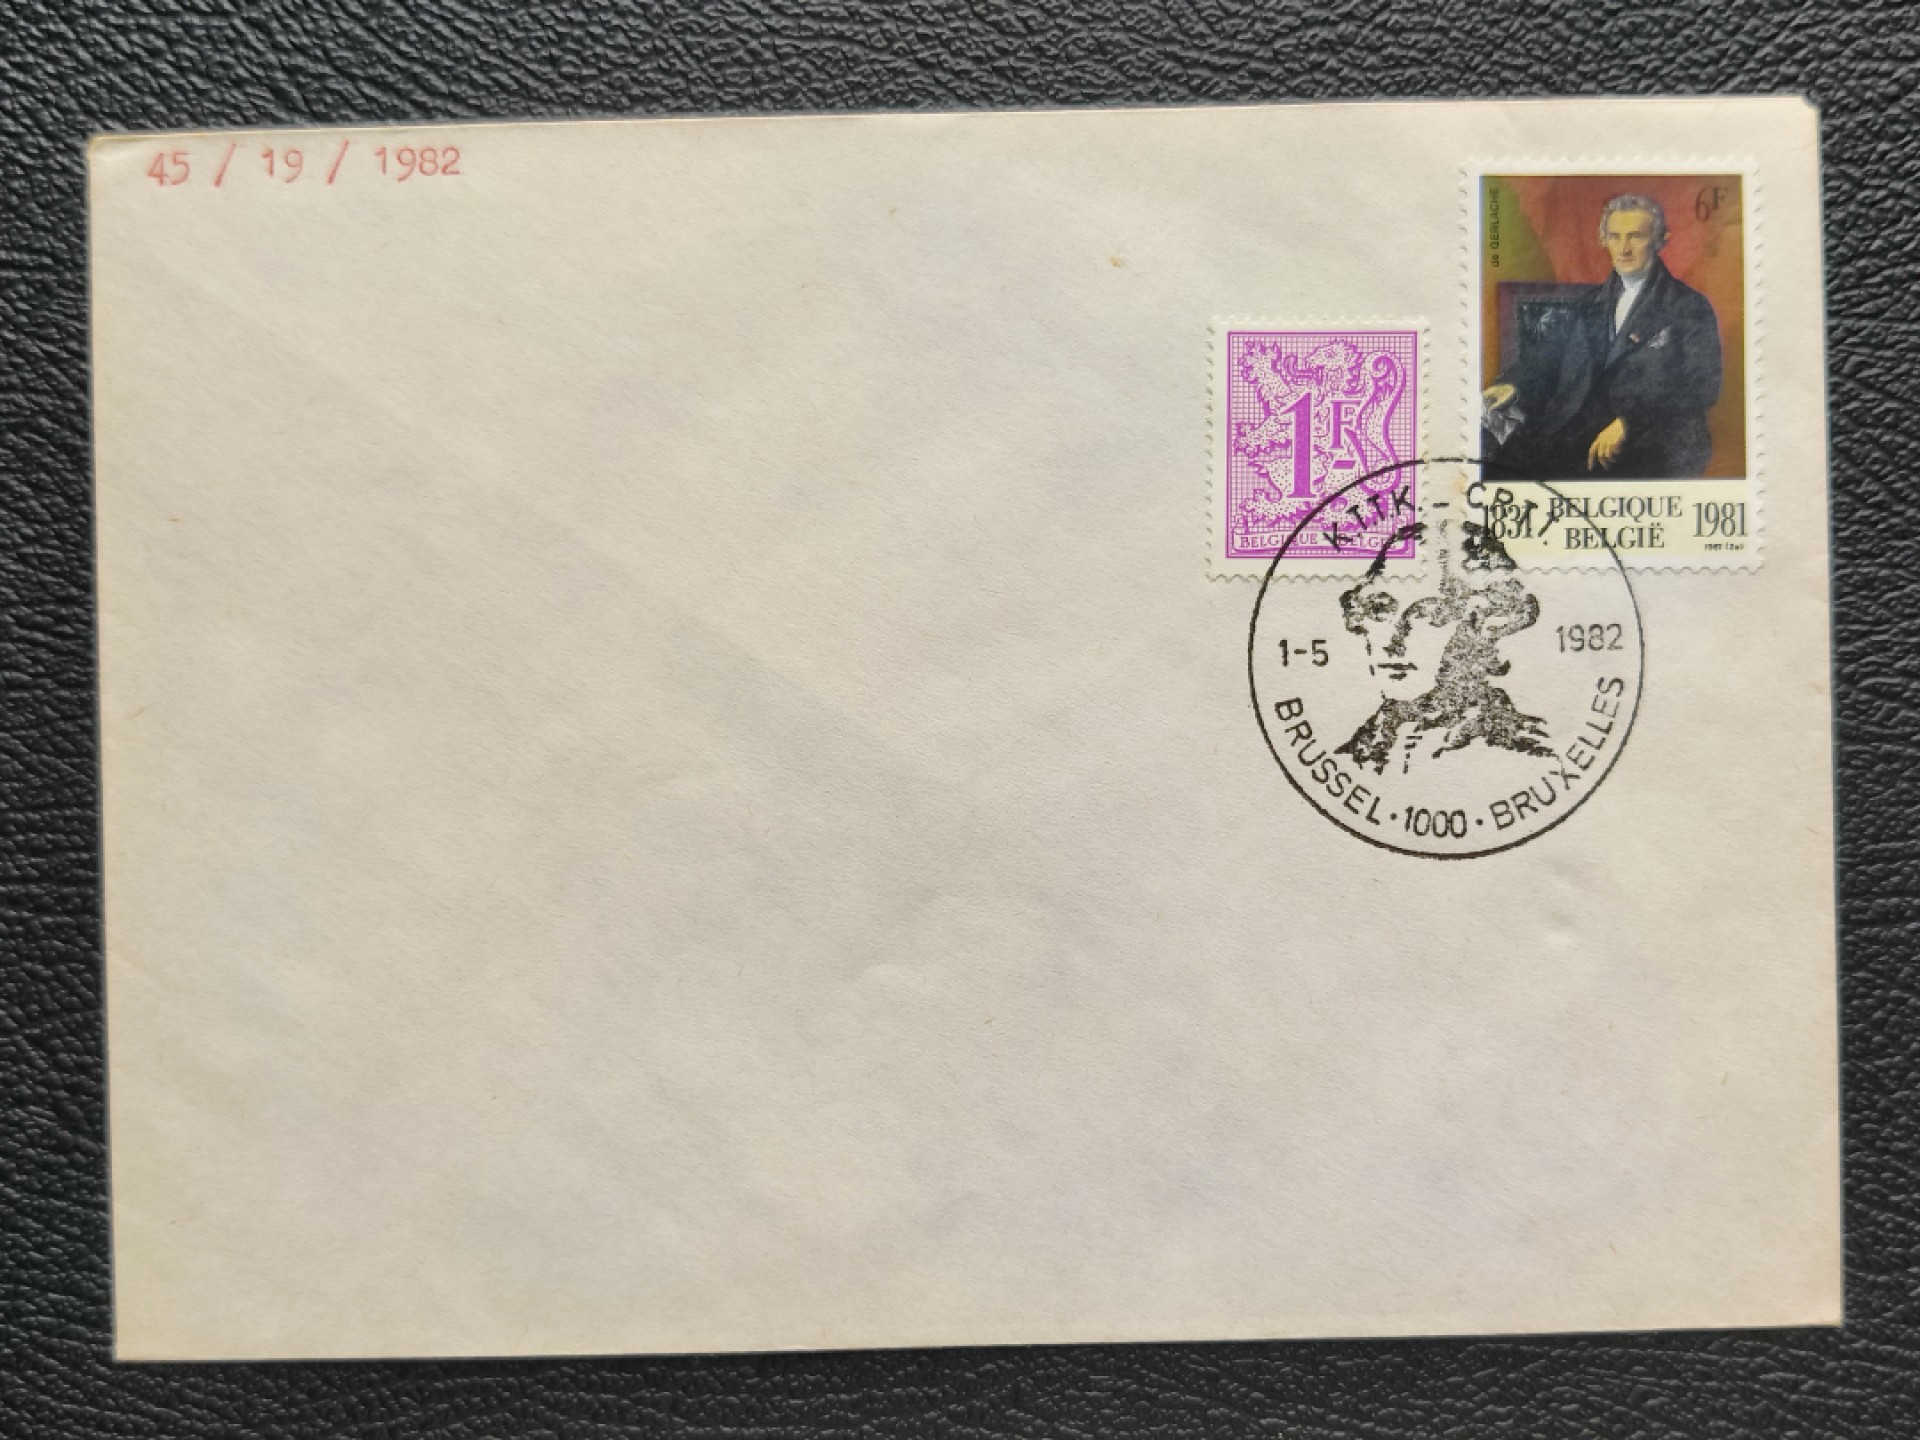 45 / 19 / 1982
de GERLACHE
6F
1F-
BELGIQUE BELGIË
1831 BELGIQUE BELGIË 1981
K.T.T.K. - C.R.T.T.
1-5 1982
BRUSSEL · 1000 · BRUXELLES